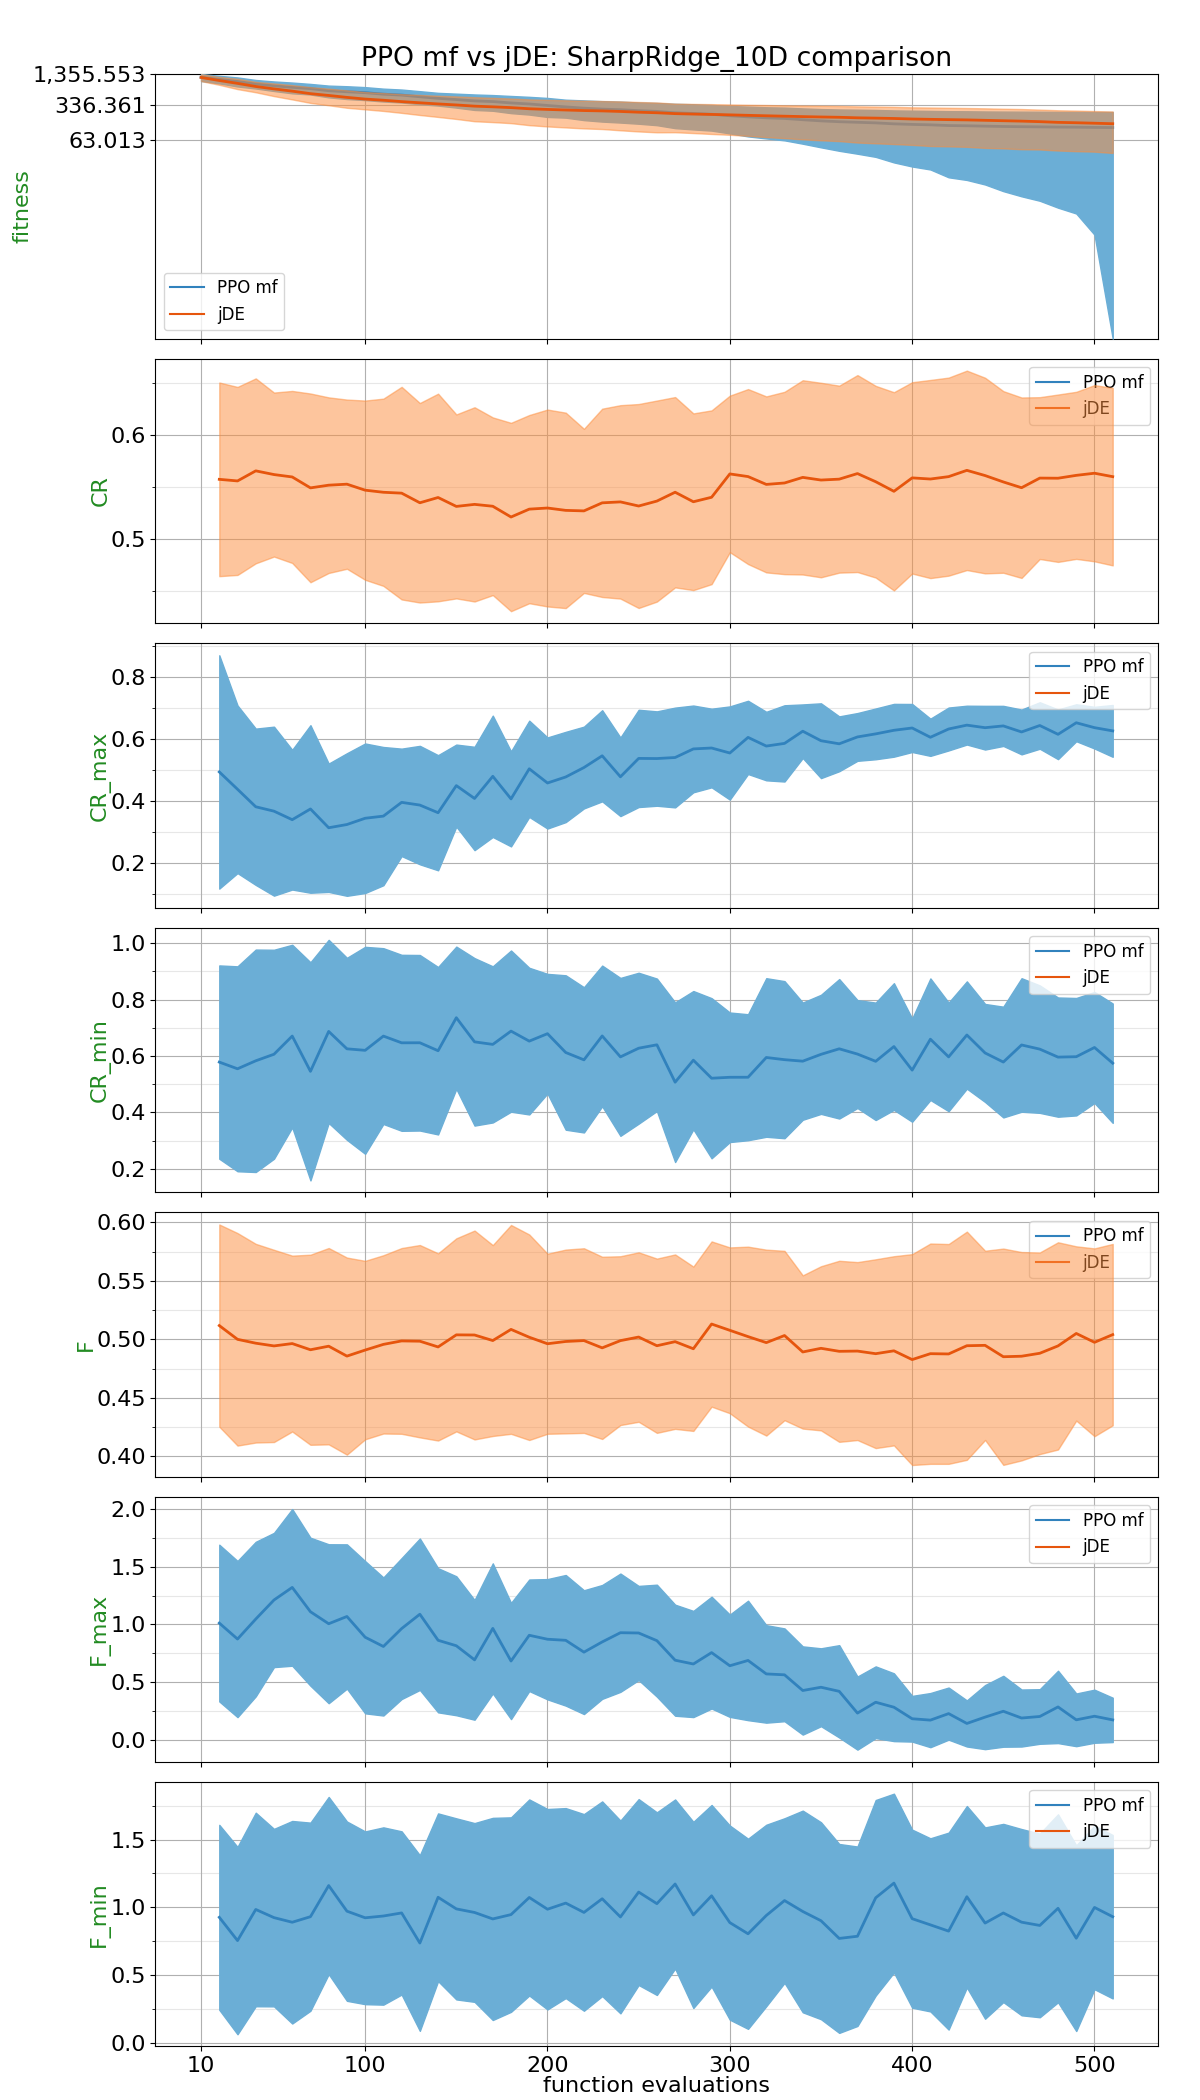 PPO mf vs jDE: SharpRidge_10D comparison
1,355.553
336.361
63.013
fitness
PPO mf
jDE
0.6
0.5
CR
PPO mf
jDE
0.8
0.6
0.4
0.2
CR_max
PPO mf
jDE
1.0
0.8
0.6
0.4
0.2
CR_min
PPO mf
jDE
0.60
0.55
0.50
0.45
0.40
F
PPO mf
jDE
2.0
1.5
1.0
0.5
0.0
F_max
PPO mf
jDE
1.5
1.0
0.5
0.0
F_min
PPO mf
jDE
10 100 200 300 400 500
function evaluations